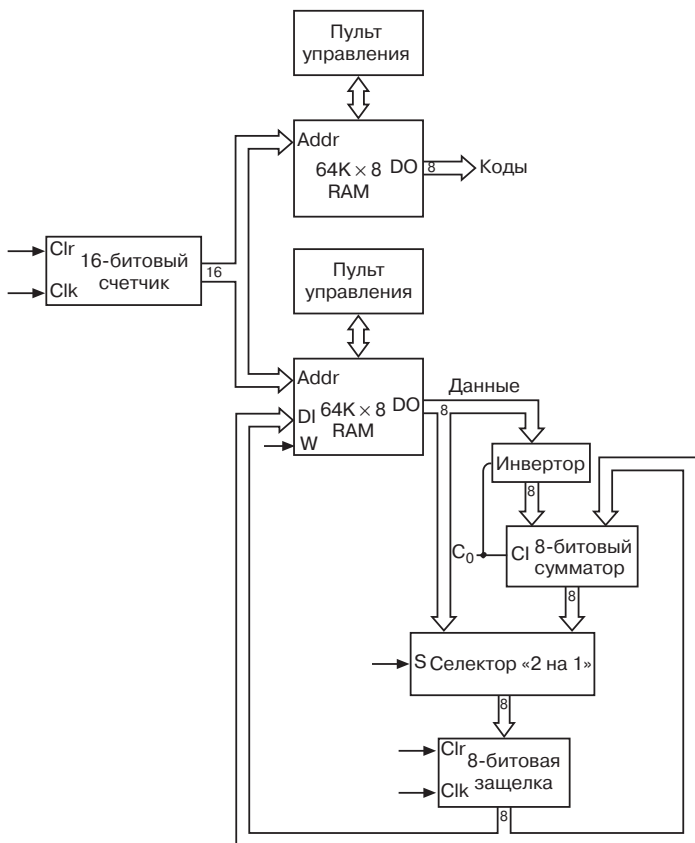 Пульт
управления
Addr
64K × 8
RAM
DO
8
Коды
Clr
16-битовый
счетчик
Clk
16
Пульт
управления
Addr
DI
64K × 8
RAM
DO
W
Данные
8
Инвертор
8
C₀
CI
8-битовый
сумматор
8
S
Селектор «2 на 1»
8
Clr
8-битовая
защелка
Clk
8